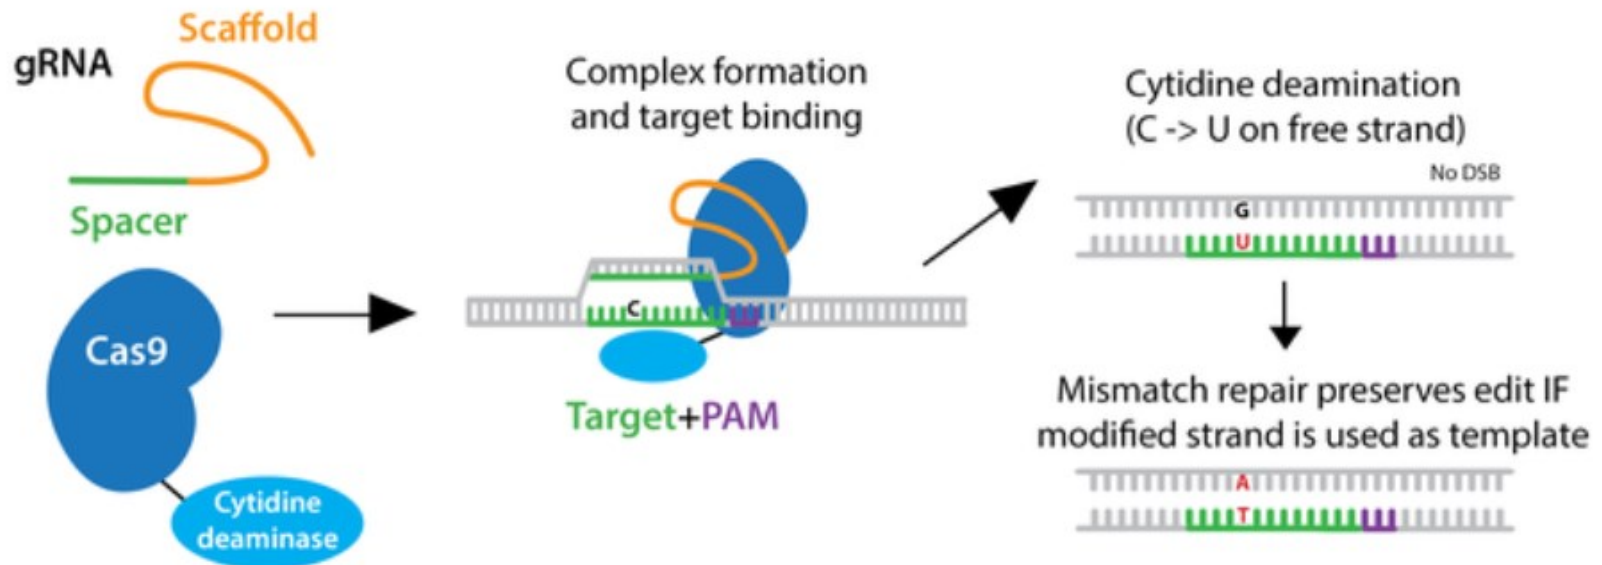 Scaffold
gRNA
Spacer
Cas9
Cytidine
deaminase
Complex formation
and target binding
C
Target+PAM
Cytidine deamination
(C -> U on free strand)
No DSB
G
U
Mismatch repair preserves edit IF
modified strand is used as template
A
T